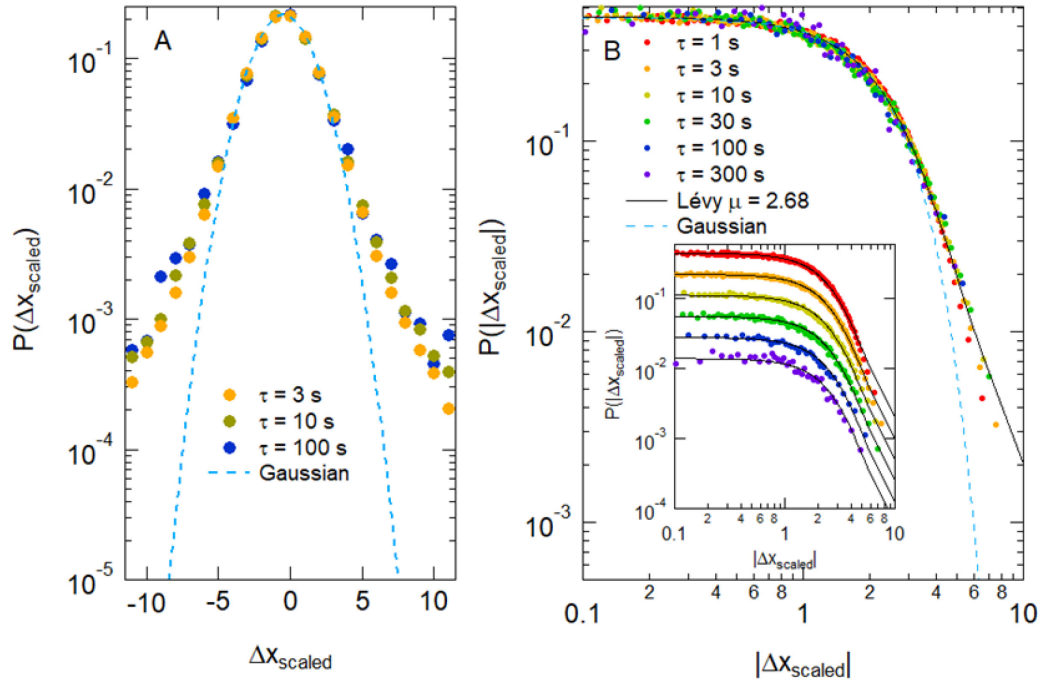 A
P(Δx_scaled)
10^-1
10^-2
10^-3
10^-4
10^-5
τ = 3 s
τ = 10 s
τ = 100 s
Gaussian
-10
-5
0
5
10
Δx_scaled
B
P(|Δx_scaled|)
10^-1
10^-2
10^-3
τ = 1 s
τ = 3 s
τ = 10 s
τ = 30 s
τ = 100 s
τ = 300 s
Lévy μ = 2.68
Gaussian
P(|Δx_scaled|)
10^-1
10^-2
10^-3
10^-4
0.1 2 4 6 8 1 2 4 6 8 10
|Δx_scaled|
0.1 2 4 6 8 1 2 4 6 8 10
|Δx_scaled|